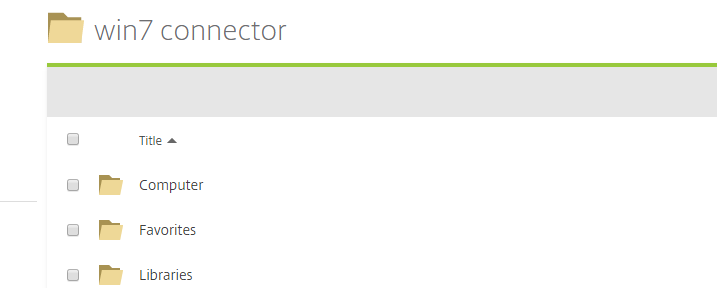 win7 connector
Title
Computer
Favorites
Libraries